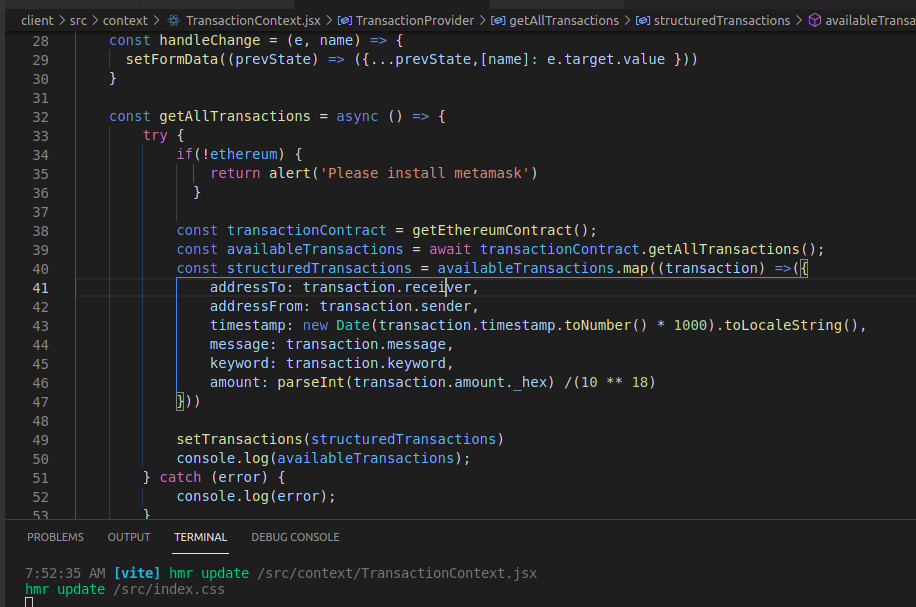 client > src > context > TransactionContext.jsx > TransactionProvider > getAllTransactions > structuredTransactions > availableTransa
28 const handleChange = (e, name) => {
29 setFormData((prevState) => ({...prevState,[name]: e.target.value }))
30 }
31
32 const getAllTransactions = async () => {
33 try {
34 if(!ethereum) {
35 return alert('Please install metamask')
36 }
37
38 const transactionContract = getEthereumContract();
39 const availableTransactions = await transactionContract.getAllTransactions();
40 const structuredTransactions = availableTransactions.map((transaction) =>({
41 addressTo: transaction.receiver,
42 addressFrom: transaction.sender,
43 timestamp: new Date(transaction.timestamp.toNumber() * 1000).toLocaleString(),
44 message: transaction.message,
45 keyword: transaction.keyword,
46 amount: parseInt(transaction.amount._hex) /(10 ** 18)
47 }))
48
49 setTransactions(structuredTransactions)
50 console.log(availableTransactions);
51 } catch (error) {
52 console.log(error);
53 }
PROBLEMS OUTPUT TERMINAL DEBUG CONSOLE
7:52:35 AM [vite] hmr update /src/context/TransactionContext.jsx
hmr update /src/index.css